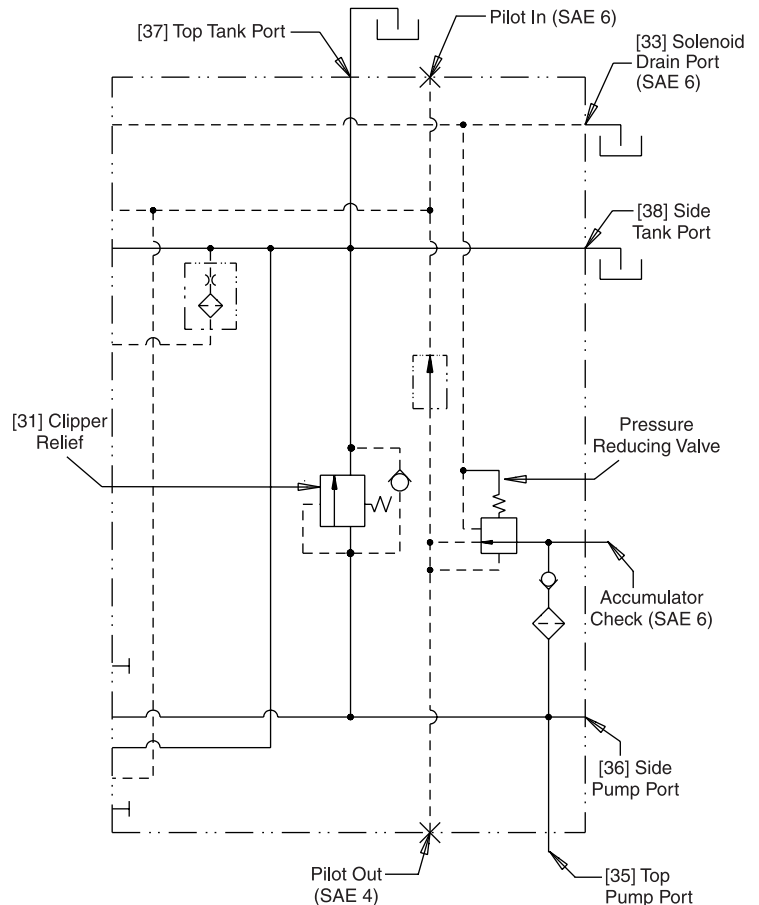 [37] Top Tank Port
Pilot In (SAE 6)
[33] Solenoid
Drain Port
(SAE 6)
[38] Side
Tank Port
[31] Clipper
Relief
Pressure
Reducing Valve
Accumulator
Check (SAE 6)
[36] Side
Pump Port
Pilot Out
(SAE 4)
[35] Top
Pump Port